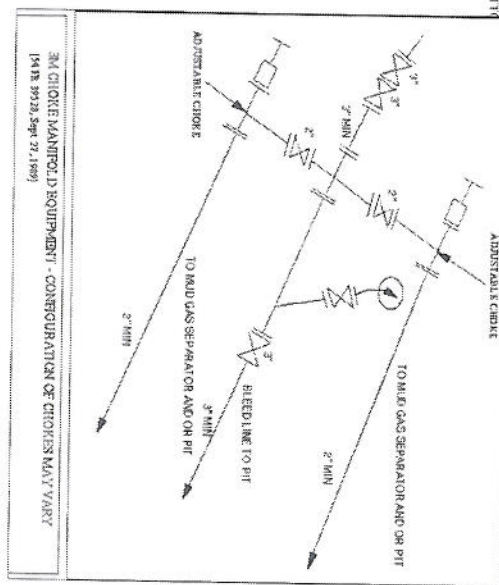 ADJUSTABLE CHOKE
ADJUSTABLE CHOKE
3"
3"
3" MIN
2"
2"
TO MUD GAS SEPARATOR AND OR PIT
2" MIN
BLEED LINE TO PIT
3"
3" MIN
TO MUD GAS SEPARATOR AND OR PIT
2" MIN
3M CHOKE MANIFOLD EQUIPMENT - CONFIGURATION OF CHOKES MAY VARY
[54 FR 39528, Sept. 27, 1989]